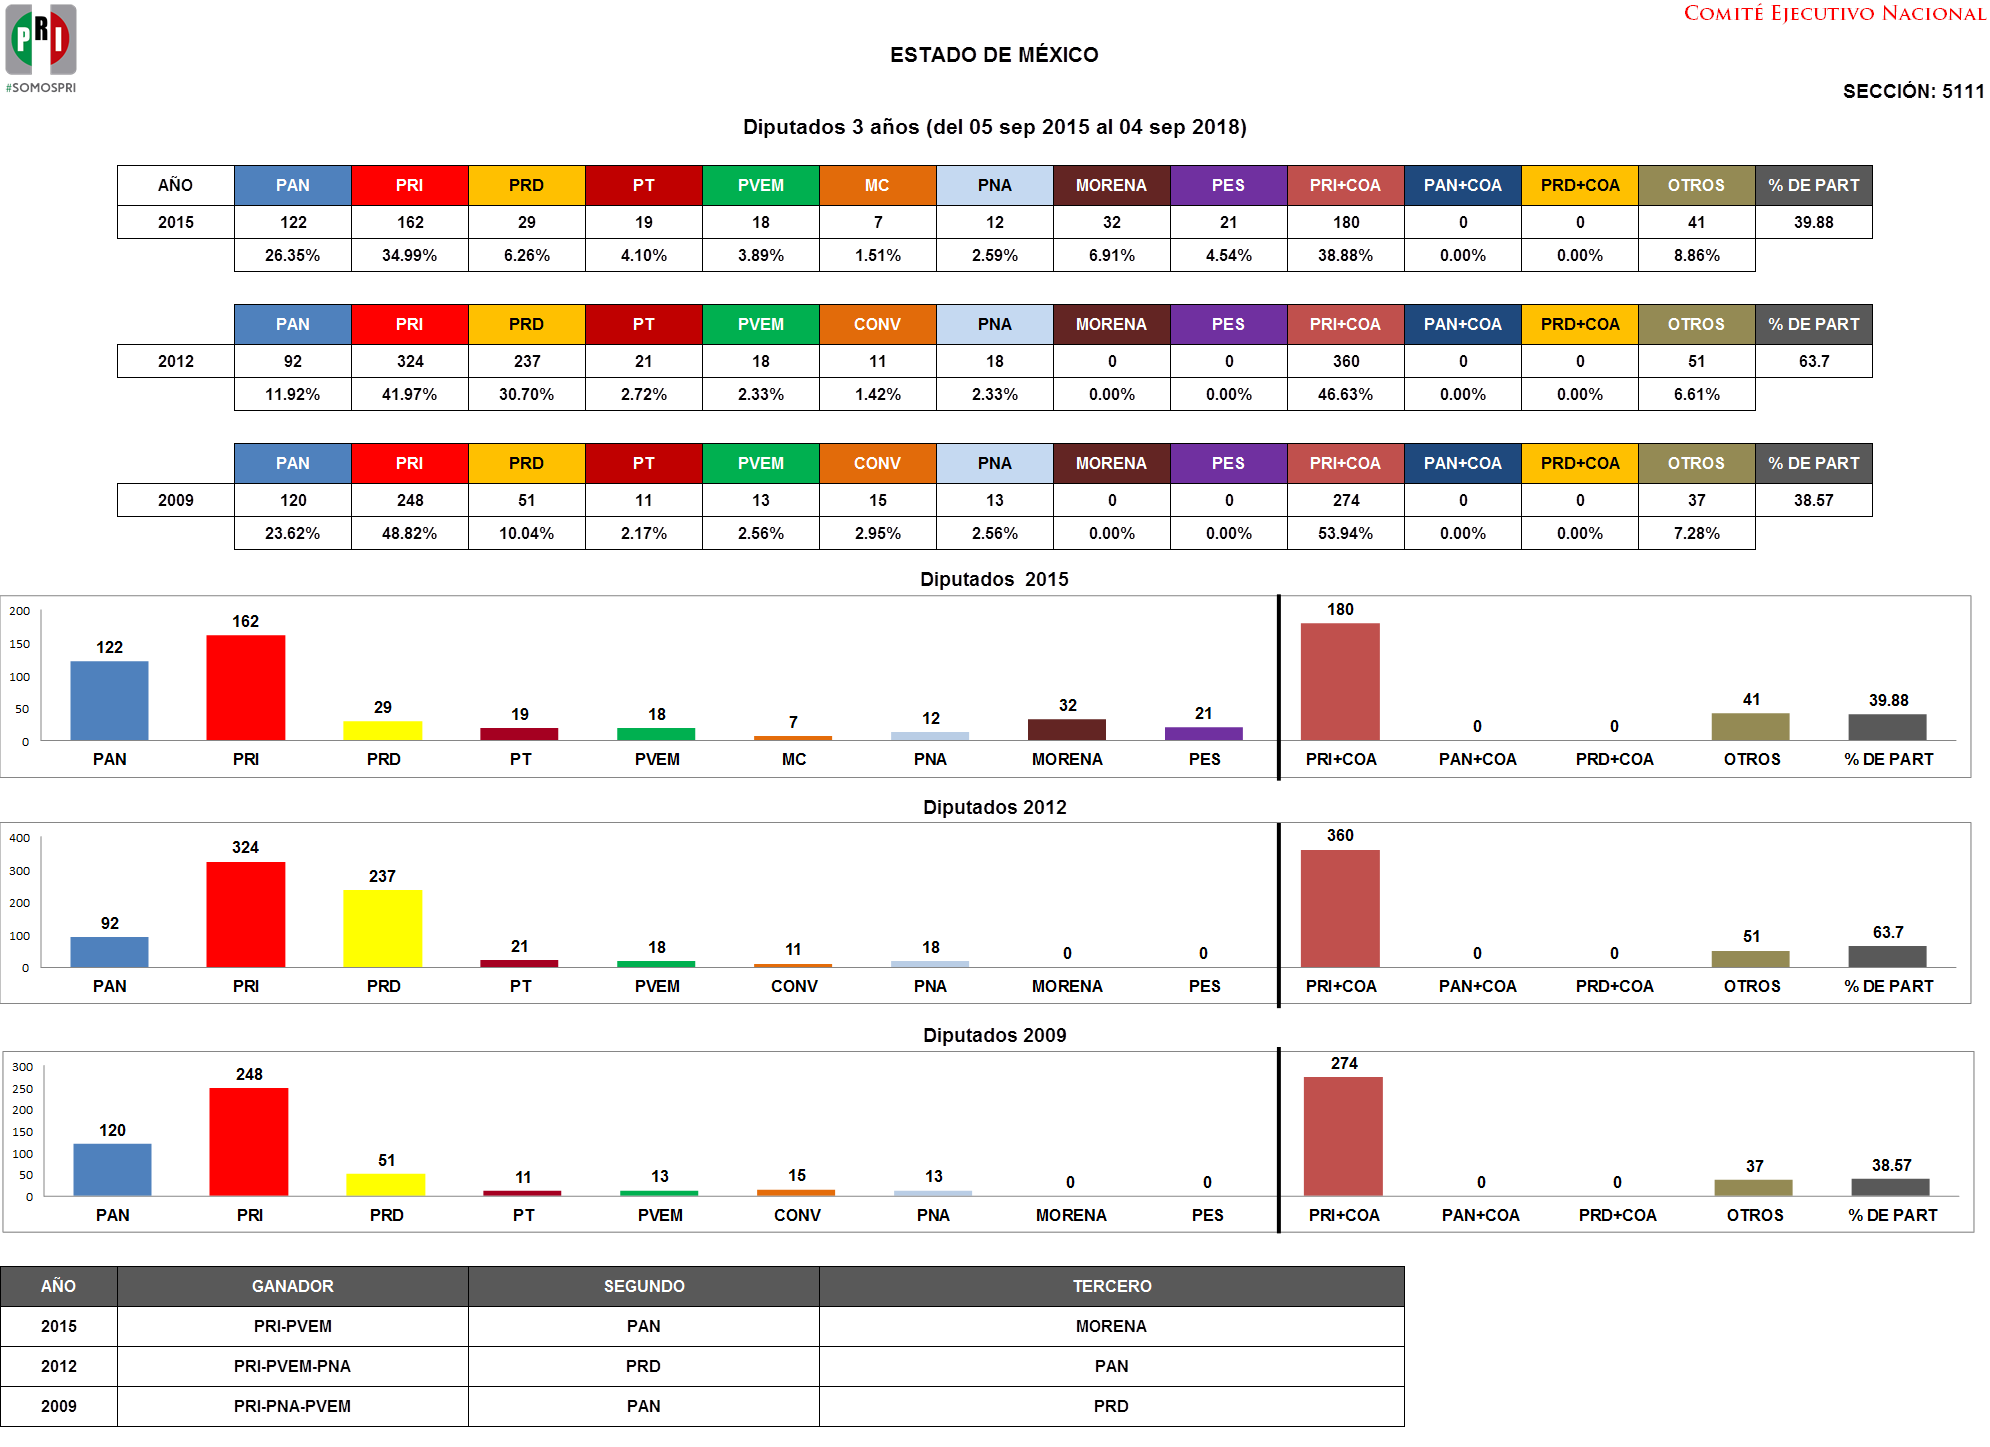 PRI
#SOMOSPRI
COMITÉ EJECUTIVO NACIONAL
ESTADO DE MÉXICO
SECCIÓN: 5111
Diputados 3 años (del 05 sep 2015 al 04 sep 2018)
AÑO PAN PRI PRD PT PVEM MC PNA MORENA PES PRI+COA PAN+COA PRD+COA OTROS % DE PART
2015 122 162 29 19 18 7 12 32 21 180 0 0 41 39.88
26.35% 34.99% 6.26% 4.10% 3.89% 1.51% 2.59% 6.91% 4.54% 38.88% 0.00% 0.00% 8.86%
PAN PRI PRD PT PVEM CONV PNA MORENA PES PRI+COA PAN+COA PRD+COA OTROS % DE PART
2012 92 324 237 21 18 11 18 0 0 360 0 0 51 63.7
11.92% 41.97% 30.70% 2.72% 2.33% 1.42% 2.33% 0.00% 0.00% 46.63% 0.00% 0.00% 6.61%
PAN PRI PRD PT PVEM CONV PNA MORENA PES PRI+COA PAN+COA PRD+COA OTROS % DE PART
2009 120 248 51 11 13 15 13 0 0 274 0 0 37 38.57
23.62% 48.82% 10.04% 2.17% 2.56% 2.95% 2.56% 0.00% 0.00% 53.94% 0.00% 0.00% 7.28%
Diputados 2015
200
150
100
50
0
122 162 29 19 18 7 12 32 21 180 0 0 41 39.88
PAN PRI PRD PT PVEM MC PNA MORENA PES PRI+COA PAN+COA PRD+COA OTROS % DE PART
Diputados 2012
400
300
200
100
0
92 324 237 21 18 11 18 0 0 360 0 0 51 63.7
PAN PRI PRD PT PVEM CONV PNA MORENA PES PRI+COA PAN+COA PRD+COA OTROS % DE PART
Diputados 2009
300
250
200
150
100
50
0
120 248 51 11 13 15 13 0 0 274 0 0 37 38.57
PAN PRI PRD PT PVEM CONV PNA MORENA PES PRI+COA PAN+COA PRD+COA OTROS % DE PART
AÑO GANADOR SEGUNDO TERCERO
2015 PRI-PVEM PAN MORENA
2012 PRI-PVEM-PNA PRD PAN
2009 PRI-PNA-PVEM PAN PRD